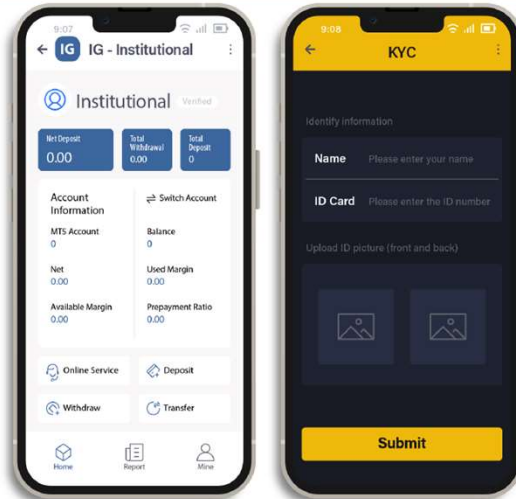 9:07
IG IG - Institutional
Institutional Verified
Net Deposit
0.00
Total
Withdrawal
0.00
Total
Deposit
0
Account
Information
Switch Account
MTS Account
0
Balance
0
Net
0.00
Used Margin
0.00
Available Margin
0.00
Prepayment Ratio
0.00
Online Service
Deposit
Withdraw
Transfer
Home
Report
Mine
9:08
KYC
Identify information
Name Please enter your name
ID Card Please enter the ID number
Upload ID picture (front and back)
Submit